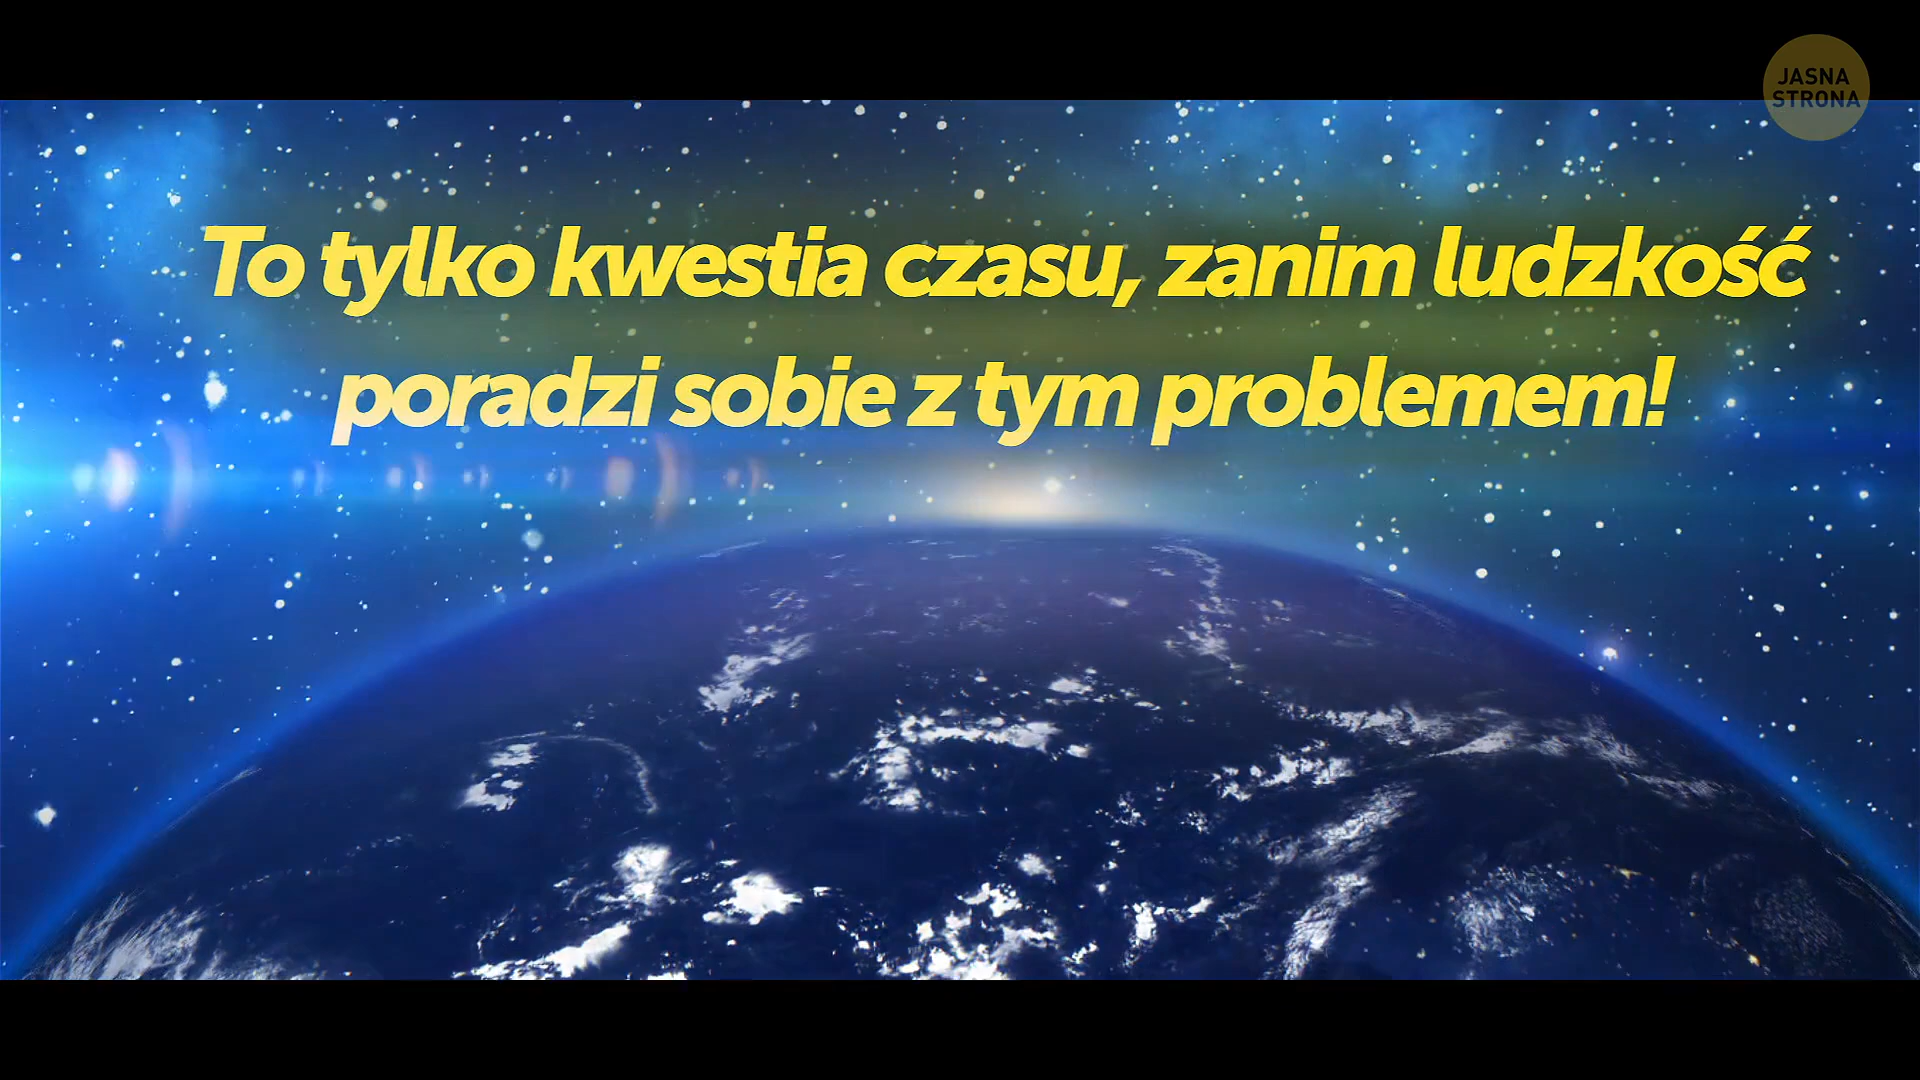 JASNA
STRONA
To tylko kwestia czasu, zanim ludzkość
poradzi sobie z tym problemem!